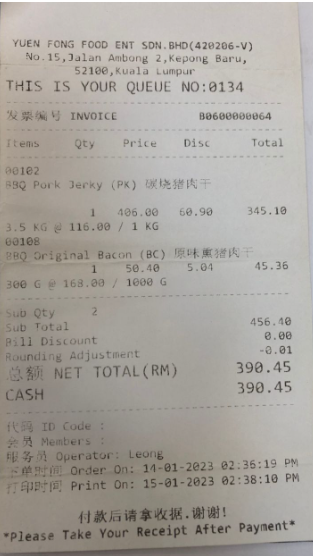 YUEN FONG FOOD ENT SDN.BHD(420206-V)
No.15,Jalan Ambong 2,Kepong Baru,
52100,Kuala Lumpur
THIS IS YOUR QUEUE NO:0134
发票编号 INVOICE B0600000064
Items Qty Price Disc Total
00102
BBQ Pork Jerky (PK) 碳烧猪肉干
1 406.00 60.90 345.10
3.5 KG @ 116.00 / 1 KG
00108
BBQ Original Bacon (BC) 原味熏猪肉干
1 50.40 5.04 45.36
300 G @ 168.00 / 1000 G
Sub Qty 2
Sub Total 456.40
Bill Discount 0.00
Rounding Adjustment -0.01
总额 NET TOTAL(RM) 390.45
CASH 390.45
代码 ID Code :
会员 Members :
服务员 Operator: Leong
下单时间 Order On: 14-01-2023 02:36:19 PM
打印时间 Print On: 15-01-2023 02:38:10 PM
付款后请拿收据.谢谢!
*Please Take Your Receipt After Payment*